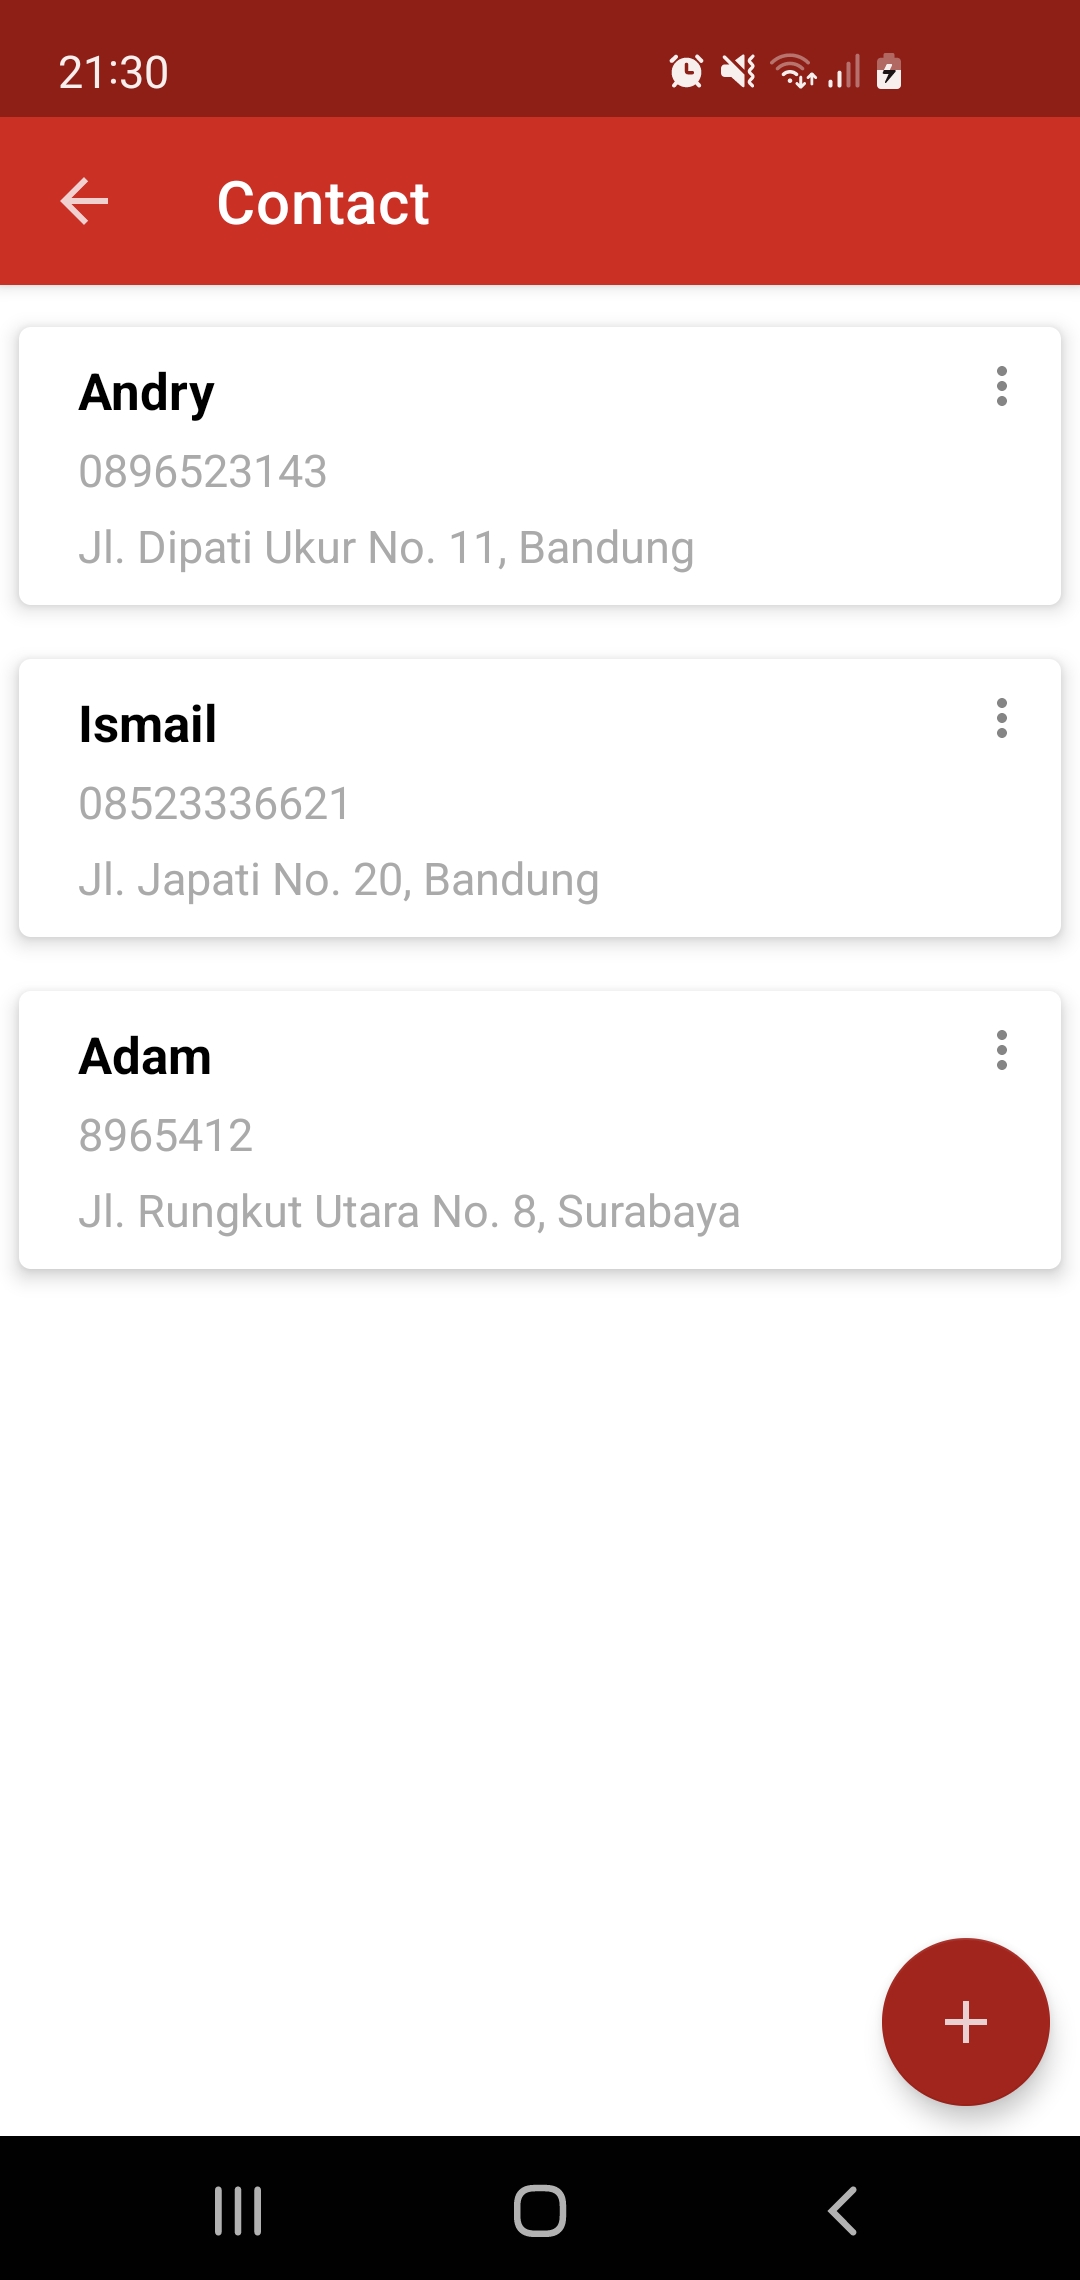 21:30
Contact
Andry
0896523143
Jl. Dipati Ukur No. 11, Bandung
Ismail
08523336621
Jl. Japati No. 20, Bandung
Adam
8965412
Jl. Rungkut Utara No. 8, Surabaya